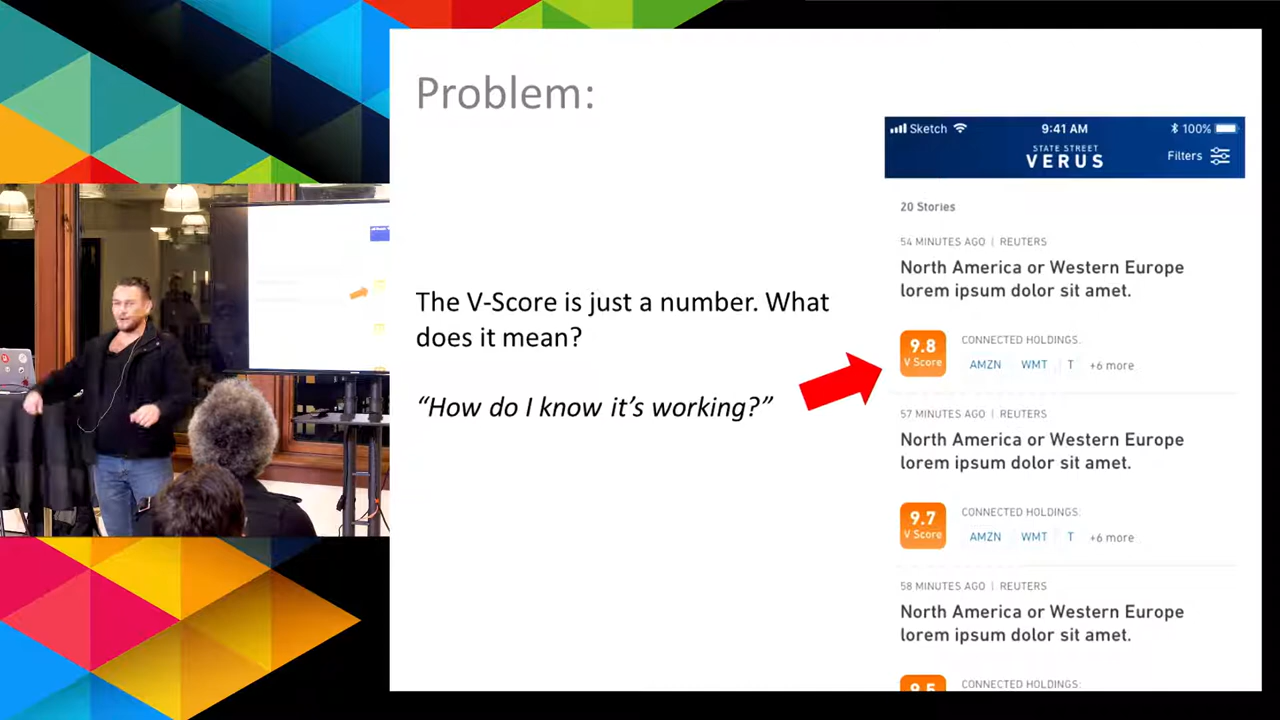 Problem:
The V-Score is just a number. What
does it mean?
“How do I know it’s working?”
Sketch
9:41 AM
100%
STATE STREET
VERUS
Filters
20 Stories
54 MINUTES AGO | REUTERS
North America or Western Europe
lorem ipsum dolor sit amet.
9.8
V Score
CONNECTED HOLDINGS:
AMZN WMT T +6 more
57 MINUTES AGO | REUTERS
North America or Western Europe
lorem ipsum dolor sit amet.
9.7
V Score
CONNECTED HOLDINGS:
AMZN WMT T +6 more
58 MINUTES AGO | REUTERS
North America or Western Europe
lorem ipsum dolor sit amet.
9.5
CONNECTED HOLDINGS: